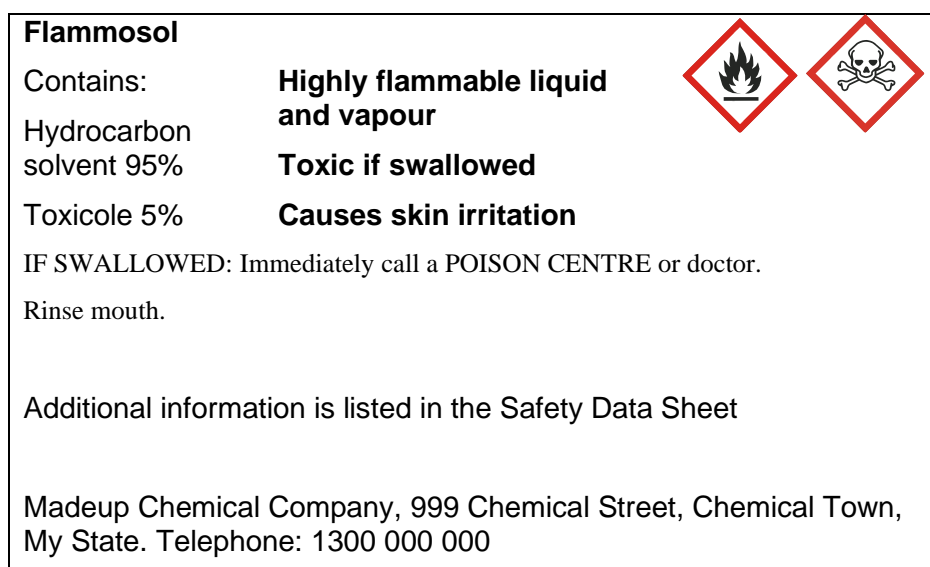 Flammosol
Contains:
Hydrocarbon
solvent 95%
Toxicole 5%
Highly flammable liquid
and vapour
Toxic if swallowed
Causes skin irritation
IF SWALLOWED: Immediately call a POISON CENTRE or doctor.
Rinse mouth.
Additional information is listed in the Safety Data Sheet
Madeup Chemical Company, 999 Chemical Street, Chemical Town,
My State. Telephone: 1300 000 000